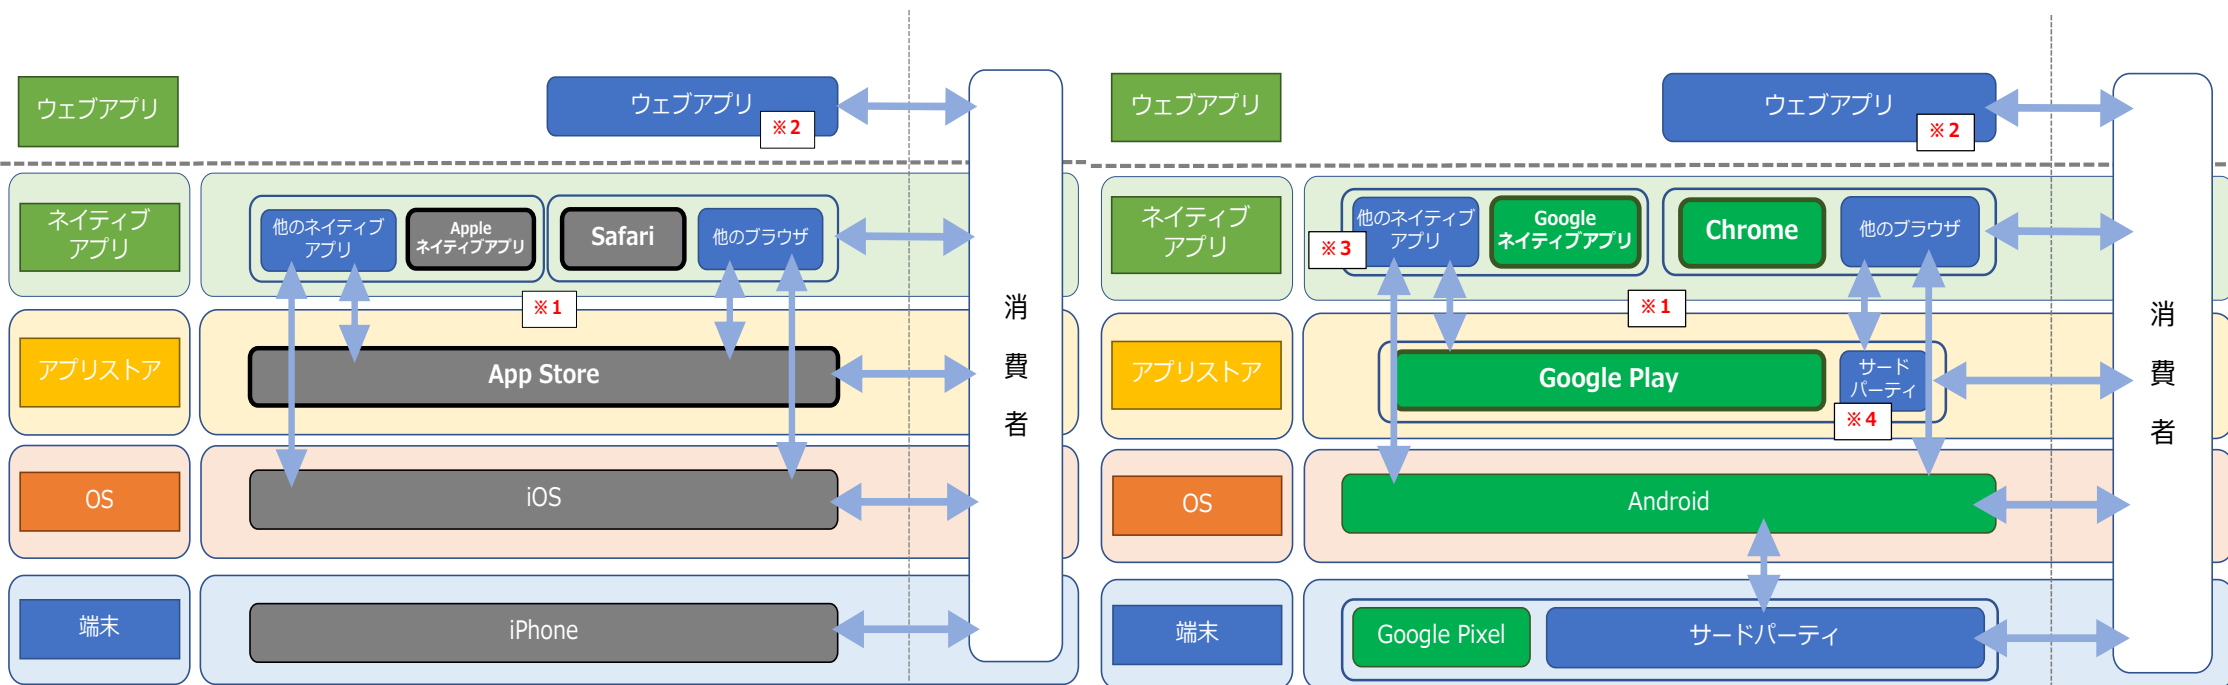 ウェブアプリ
ウェブアプリ
※2
ネイティブ
アプリ
他のネイティブ
アプリ
Apple
ネイティブアプリ
Safari
他のブラウザ
※1
アプリストア
App Store
OS
iOS
端末
iPhone
消
費
者
ウェブアプリ
ウェブアプリ
※2
ネイティブ
アプリ
※3
他のネイティブ
アプリ
Google
ネイティブアプリ
Chrome
他のブラウザ
※1
アプリストア
Google Play
サード
パーティ
※4
OS
Android
端末
Google Pixel
サードパーティ
消
費
者